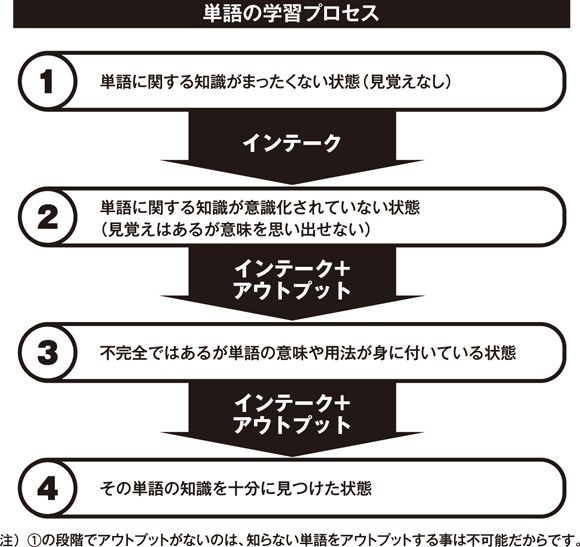 単語の学習プロセス
1 単語に関する知識がまったくない状態（見覚えなし）
インテーク
2 単語に関する知識が意識化されていない状態
（見覚えはあるが意味を思い出せない）
インテーク＋
アウトプット
3 不完全ではあるが単語の意味や用法が身に付いている状態
インテーク＋
アウトプット
4 その単語の知識を十分に見つけた状態
注） ①の段階でアウトプットがないのは、知らない単語をアウトプットする事は不可能だからです。